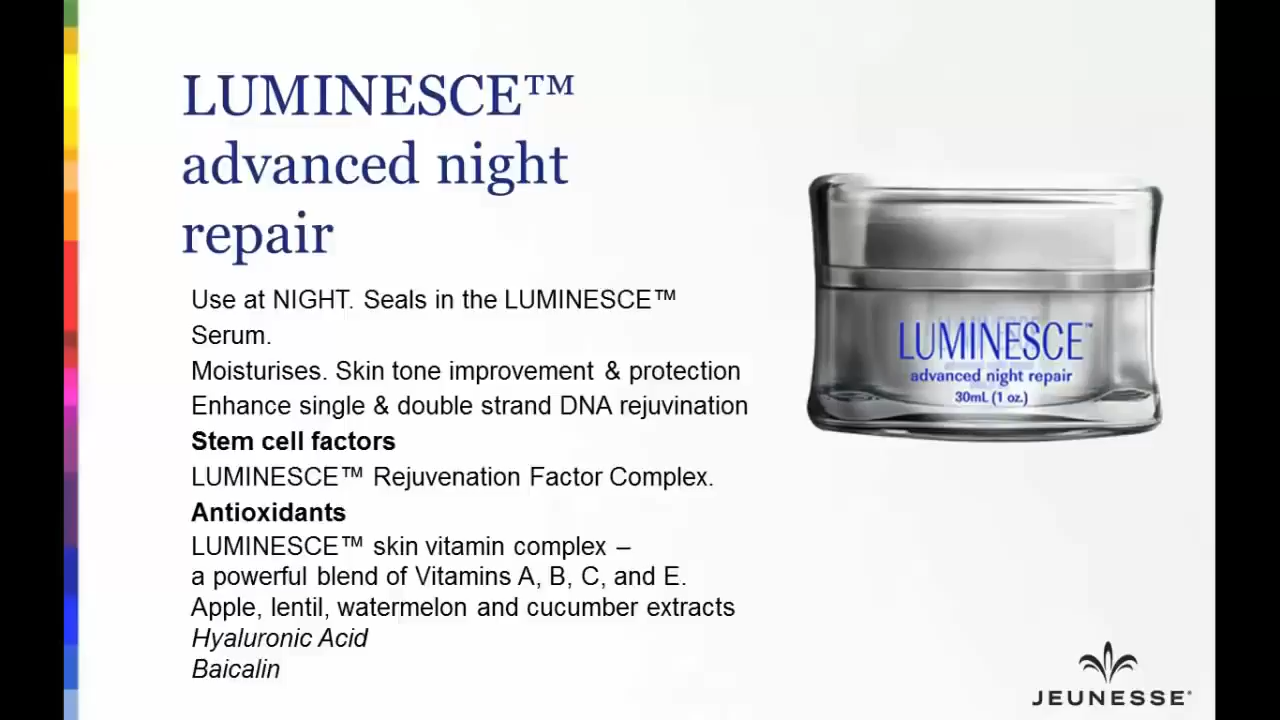 LUMINESCE™
advanced night
repair
Use at NIGHT. Seals in the LUMINESCE™
Serum.
Moisturises. Skin tone improvement & protection
Enhance single & double strand DNA rejuvination
Stem cell factors
LUMINESCE™ Rejuvenation Factor Complex.
Antioxidants
LUMINESCE™ skin vitamin complex –
a powerful blend of Vitamins A, B, C, and E.
Apple, lentil, watermelon and cucumber extracts
Hyaluronic Acid
Baicalin
LUMINESCE™
advanced night repair
30mL (1 oz.)
JEUNESSE®